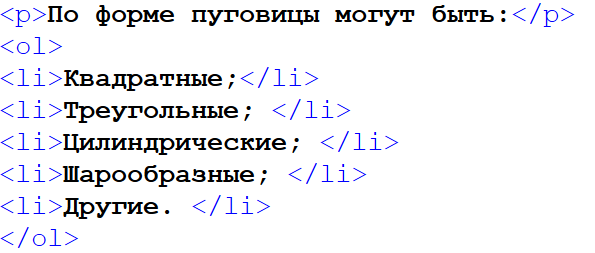 <p>По форме пуговицы могут быть:</p>
<ol>
<li>Квадратные;</li>
<li>Треугольные; </li>
<li>Цилиндрические; </li>
<li>Шарообразные; </li>
<li>Другие. </li>
</ol>